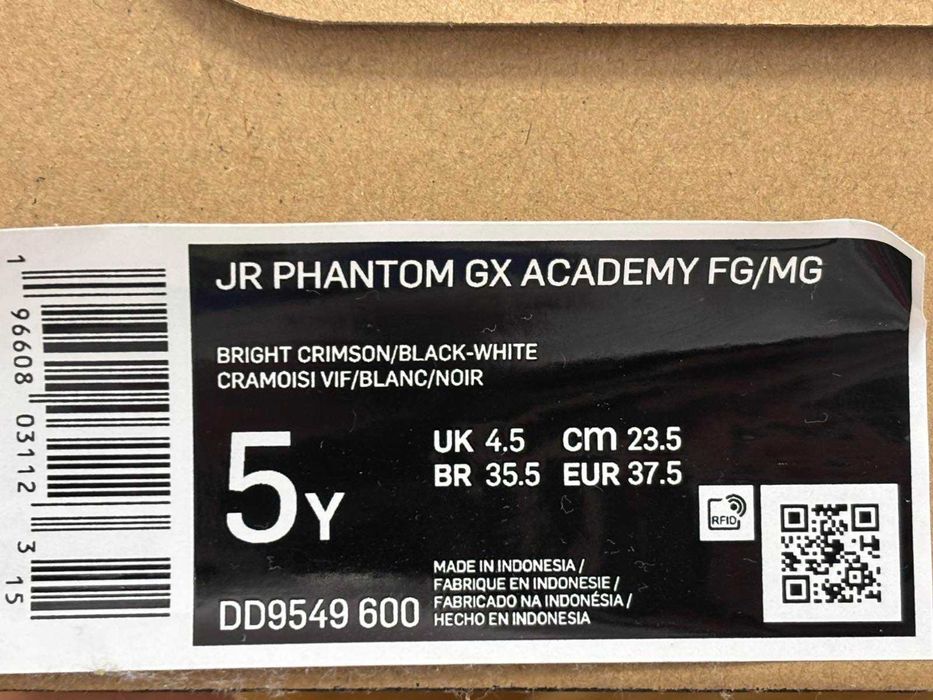 JR PHANTOM GX ACADEMY FG/MG
BRIGHT CRIMSON/BLACK-WHITE
CRAMOISI VIF/BLANC/NOIR
5Y
UK 4.5 cm 23.5
BR 35.5 EUR 37.5
RFID
DD9549 600
MADE IN INDONESIA /
FABRIQUE EN INDONESIE /
FABRICADO NA INDONÉSIA /
HECHO EN INDONESIA
1 96608 03112 3 15